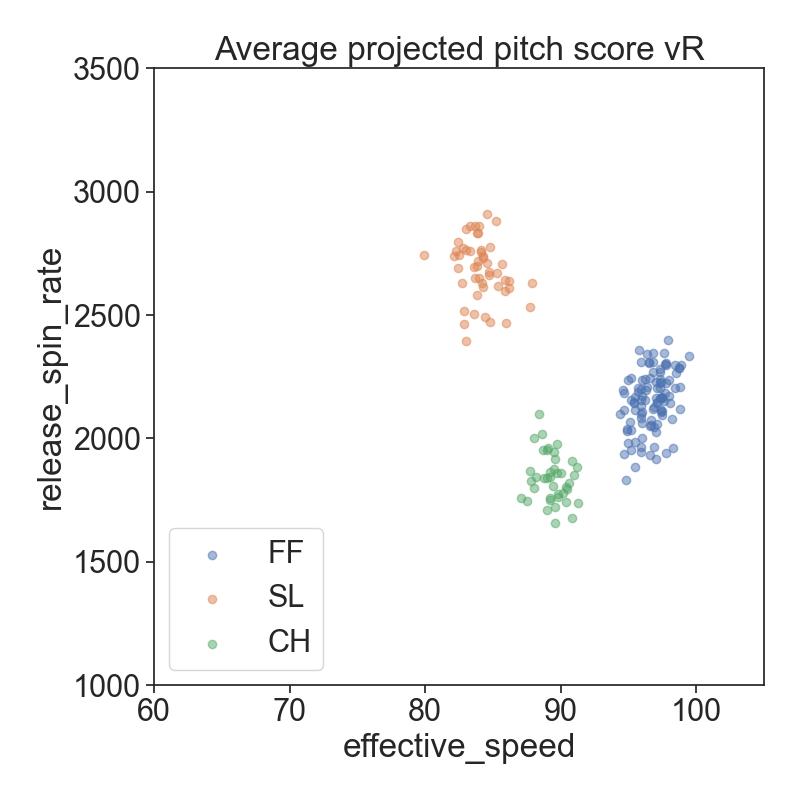 Average projected pitch score vR
3500
3000
2500
2000
1500
1000
release_spin_rate
FF
SL
CH
60 70 80 90 100
effective_speed